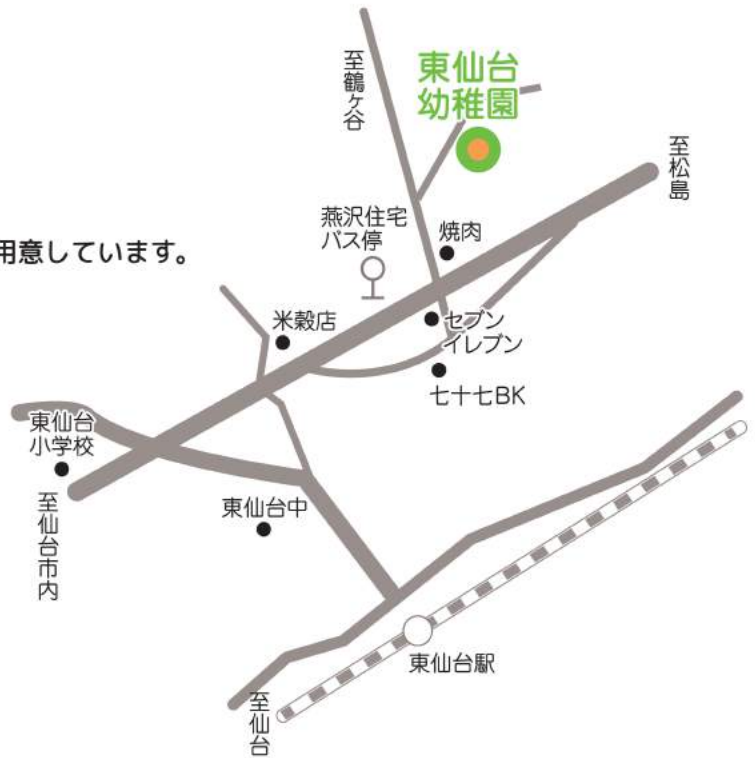 至鶴ヶ谷
東仙台
幼稚園
至松島
用意しています。
燕沢住宅
バス停
焼肉
米穀店
セブン
イレブン
七十七BK
東仙台
小学校
至仙台市内
東仙台中
東仙台駅
至仙台